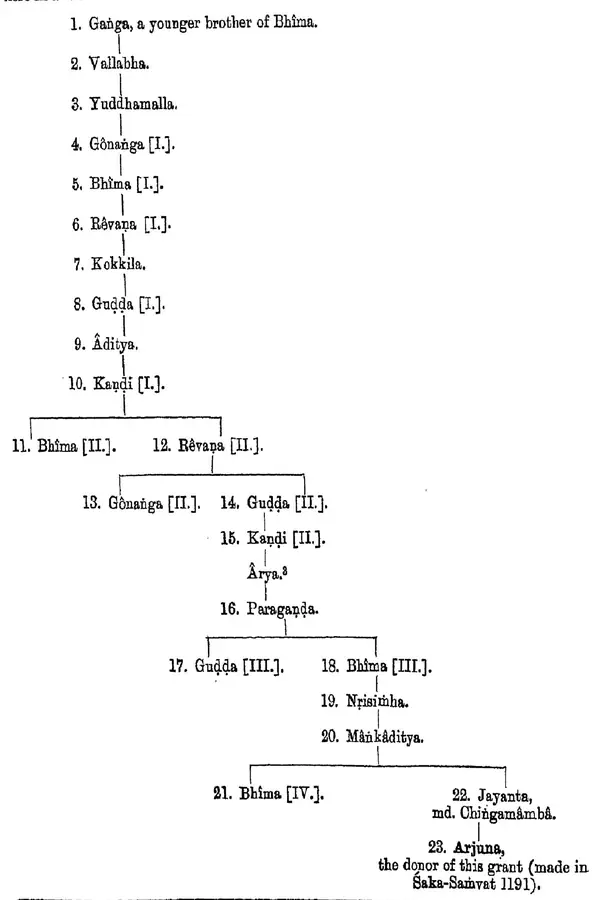 1. Gaṅga, a younger brother of Bhîma.
2. Vallabha.
3. Yuddhamalla.
4. Gônaṅga [I.].
5. Bhîma [I.].
6. Rêvaṇa [I.].
7. Kokkila.
8. Guḍḍa [I.].
9. Âditya.
10. Kaṇḍi [I.].
11. Bhîma [II.]. 12. Rêvaṇa [II.].
13. Gônaṅga [II.]. 14. Guḍḍa [II.].
15. Kaṇḍi [II.].
Ârya.³
16. Paragaṇḍa.
17. Guḍḍa [III.]. 18. Bhîma [III.].
19. Nṛisiṁha.
20. Mâṅkâditya.
21. Bhîma [IV.]. 22. Jayanta,
md. Chiṅgamâmbâ.
23. Arjuna,
the donor of this grant (made in
Śaka-Saṁvat 1191).